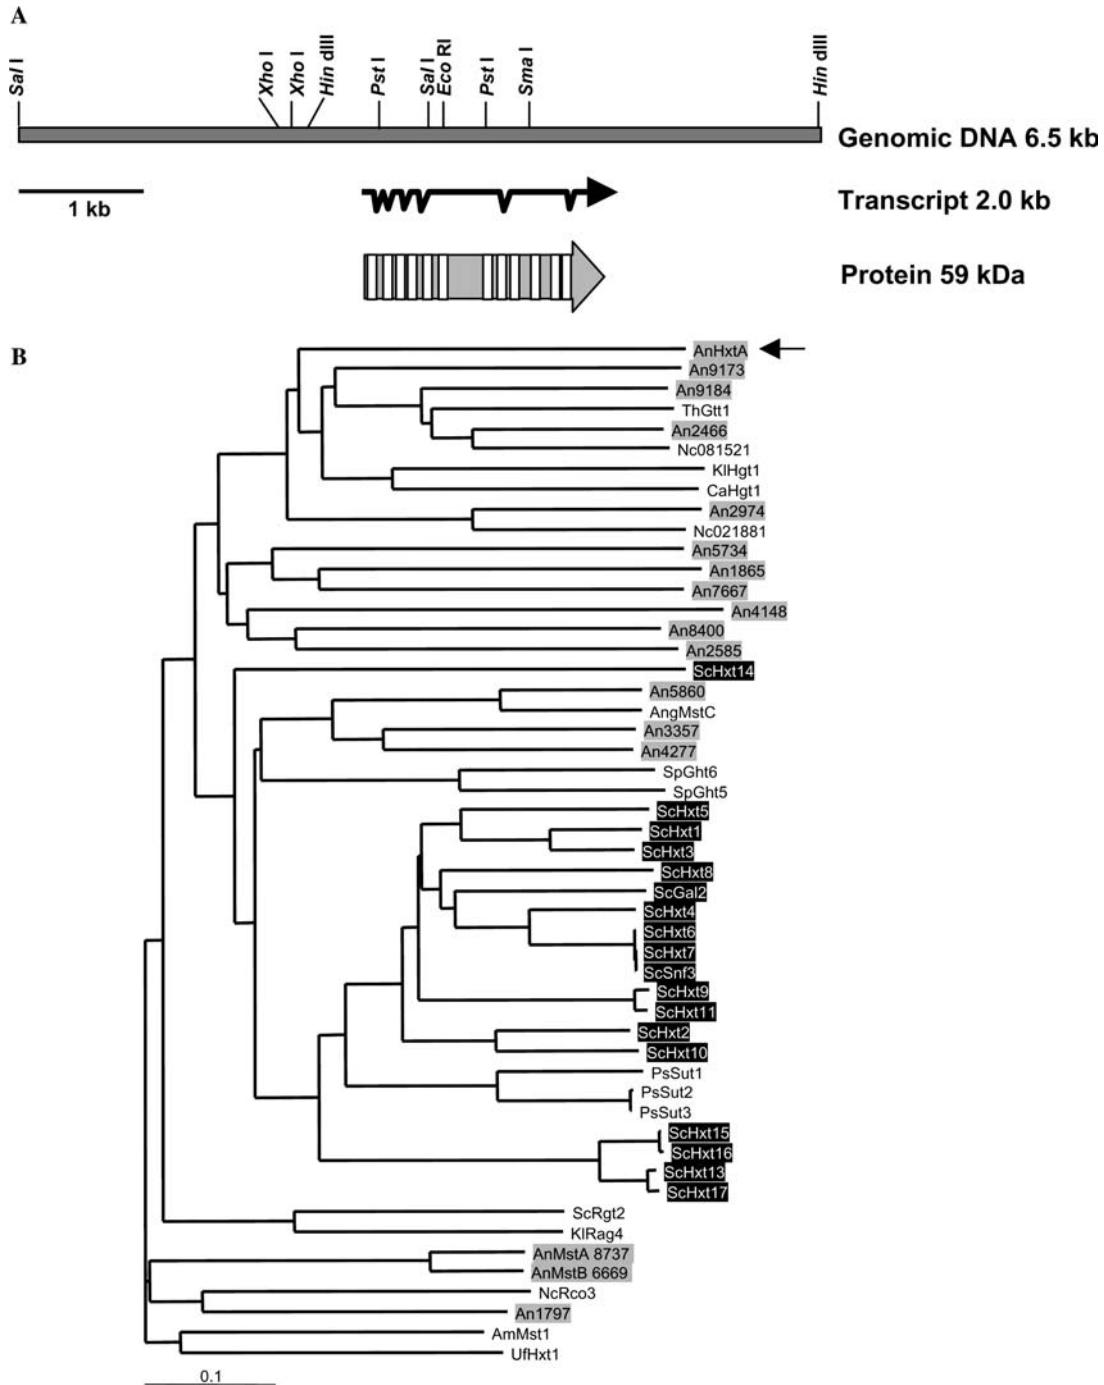 A
Sal I
Xho I
Xho I
Hin dIII
Pst I
Sal I
Eco RI
Pst I
Sma I
Hin dIII
Genomic DNA 6.5 kb
1 kb
Transcript 2.0 kb
Protein 59 kDa
B
AnHxtA
An9173
An9184
ThGtt1
An2466
Nc081521
KlHgt1
CaHgt1
An2974
Nc021881
An5734
An1865
An7667
An4148
An8400
An2585
ScHxt14
An5860
AngMstC
An3357
An4277
SpGht6
SpGht5
ScHxt5
ScHxt1
ScHxt3
ScHxt8
ScGal2
ScHxt4
ScHxt6
ScHxt7
ScSnf3
ScHxt9
ScHxt11
ScHxt2
ScHxt10
PsSut1
PsSut2
PsSut3
ScHxt15
ScHxt16
ScHxt13
ScHxt17
ScRgt2
KlRag4
AnMstA 8737
AnMstB 6669
NcRco3
An1797
AmMst1
UfHxt1
0.1